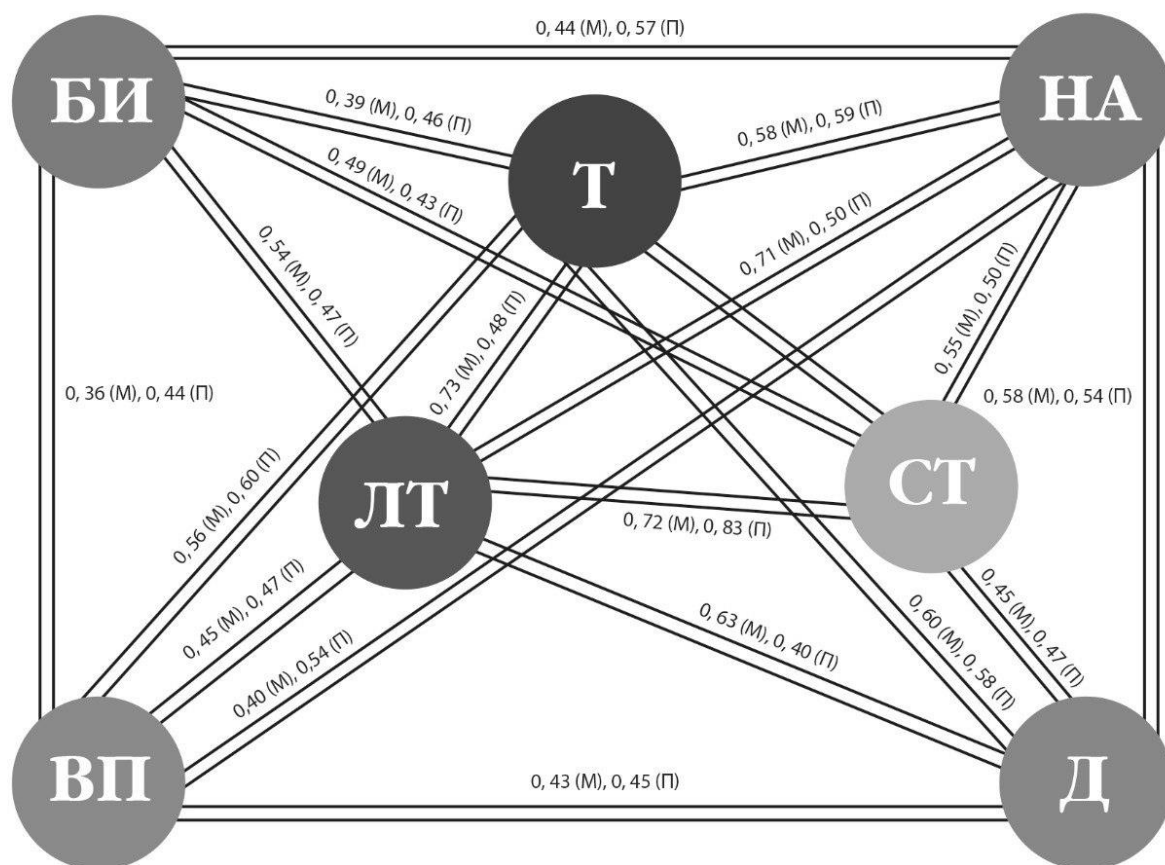 0, 44 (М), 0, 57 (П)
БИ
НА
0, 39 (М), 0, 46 (П)
0, 58 (М), 0, 59 (П)
Т
0, 49 (М), 0, 43 (П)
0, 54 (М), 0, 47 (П)
0, 71 (М), 0, 50 (П)
0, 73 (М), 0, 48 (П)
0, 55 (М), 0, 50 (П)
0, 36 (М), 0, 44 (П)
0, 58 (М), 0, 54 (П)
ЛТ
СТ
0, 72 (М), 0, 83 (П)
0, 56 (М), 0, 60 (П)
0, 45 (М), 0, 47 (П)
0,40 (М), 0,54 (П)
0, 63 (М), 0, 40 (П)
0, 60 (М), 0, 58 (П)
0, 45 (М), 0, 47 (П)
ВП
0, 43 (М), 0, 45 (П)
Д